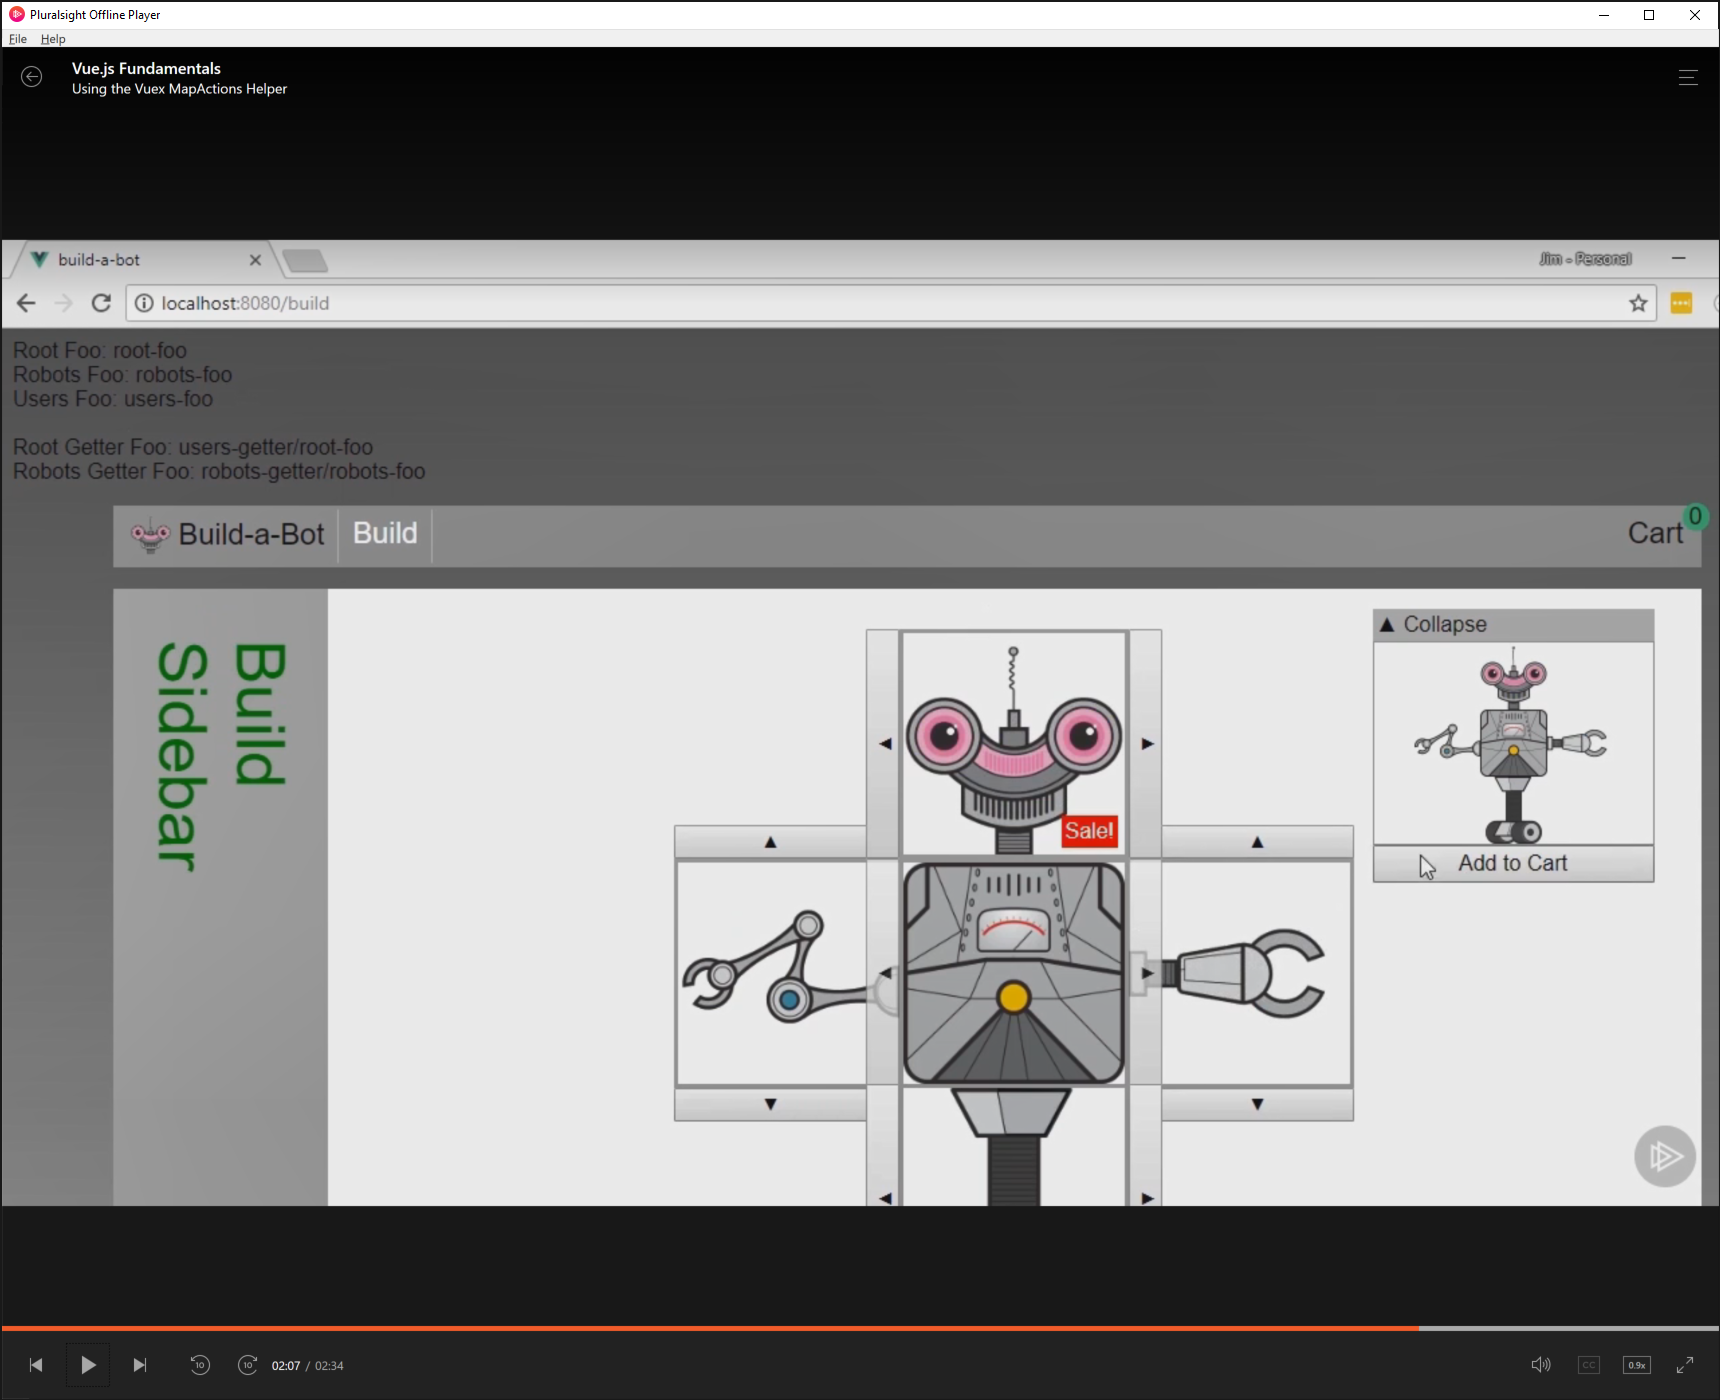 Pluralsight Offline Player
File Help
Vue.js Fundamentals
Using the Vuex MapActions Helper
build-a-bot
Jim - Personal
localhost:8080/build
Root Foo: root-foo
Robots Foo: robots-foo
Users Foo: users-foo
Root Getter Foo: users-getter/root-foo
Robots Getter Foo: robots-getter/robots-foo
Build-a-Bot
Build
Cart
0
Build
Sidebar
Collapse
Sale!
Add to Cart
10
10
02:07 / 02:34
CC
0.9x